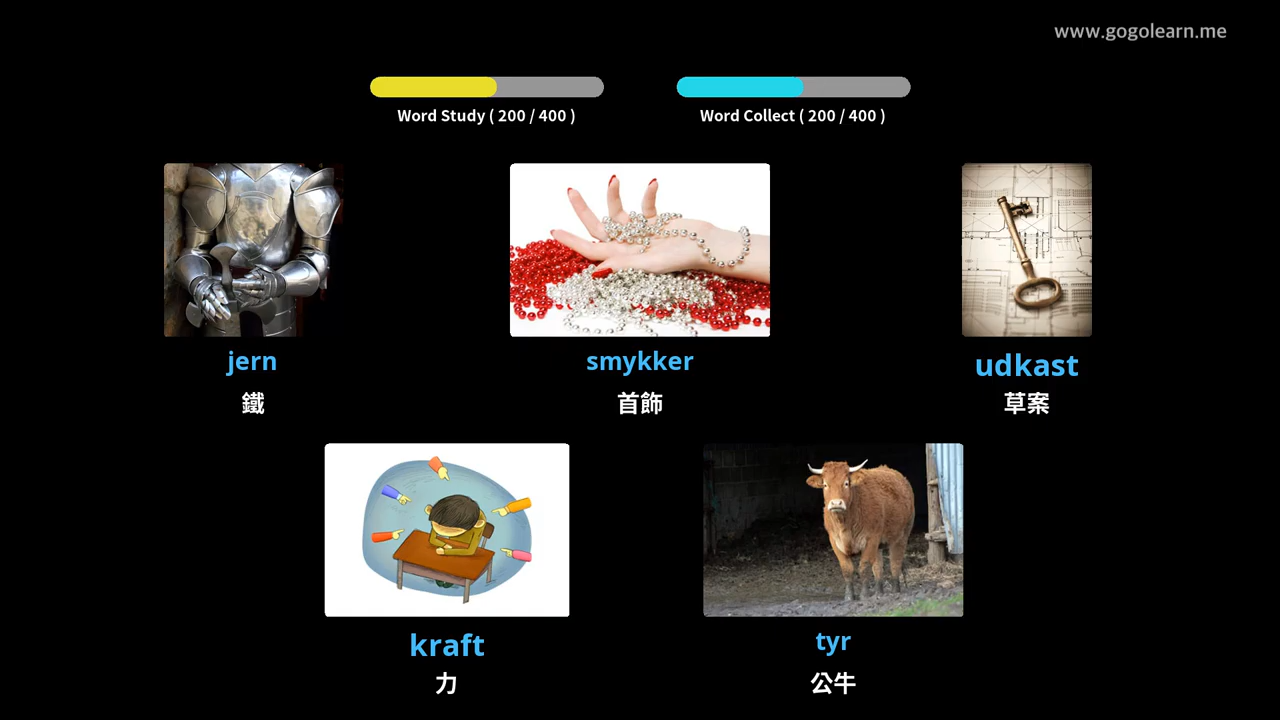 www.gogolearn.me
Word Study ( 200 / 400 )
Word Collect ( 200 / 400 )
jern
鐵
smykker
首飾
udkast
草案
kraft
力
tyr
公牛